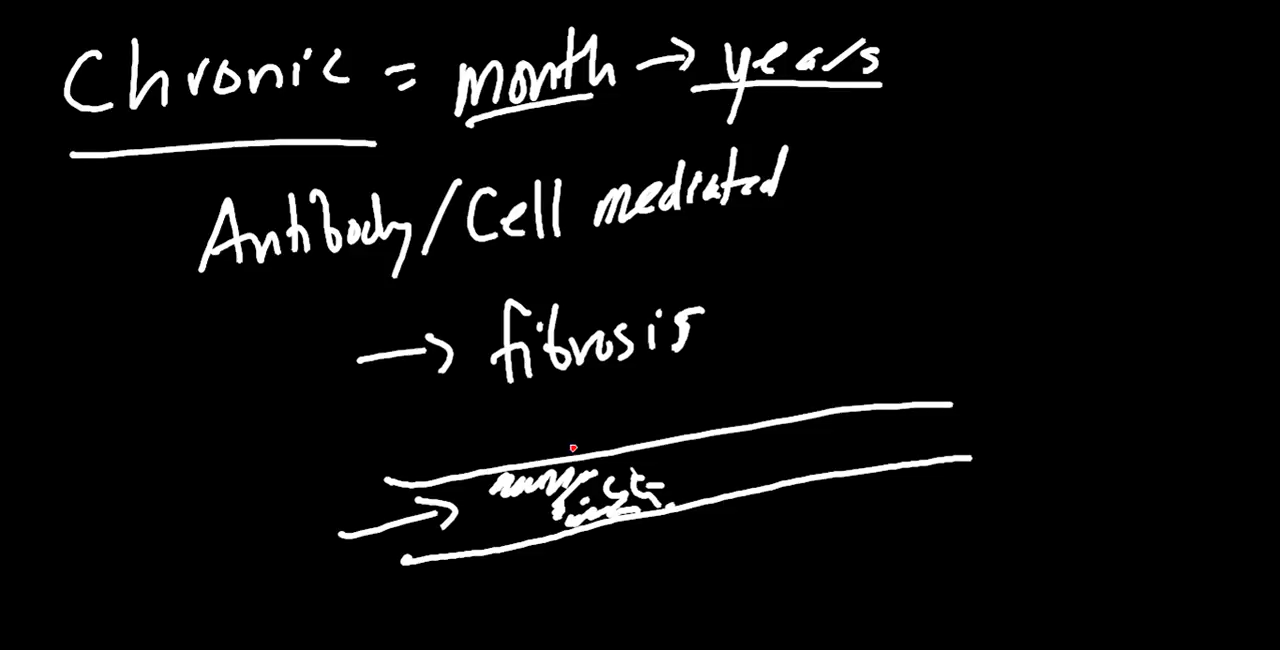 Chronic = month → years
Antibody/Cell mediated
→ fibrosis